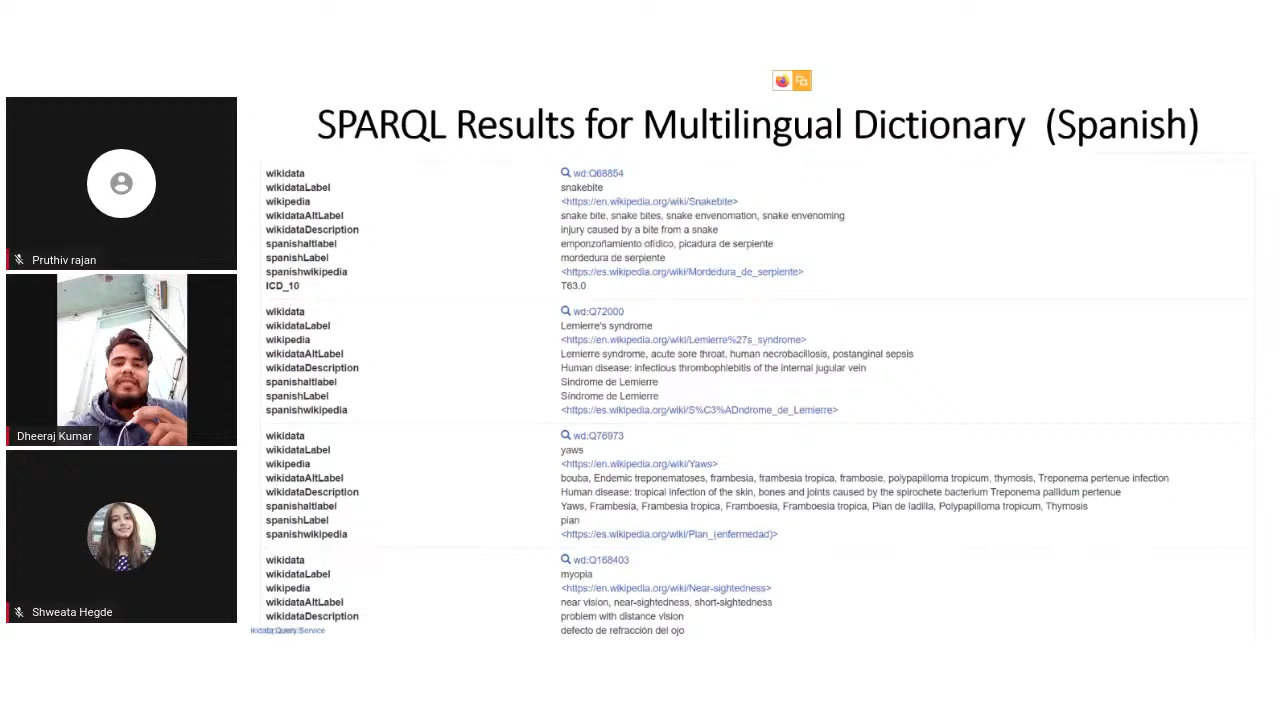 SPARQL Results for Multilingual Dictionary (Spanish)
wikidata wd:Q68854
wikidataLabel snakebite
wikipedia <https://en.wikipedia.org/wiki/Snakebite>
wikidataAltLabel snake bite, snake bites, snake envenomation, snake envenoming
wikidataDescription injury caused by a bite from a snake
spanishaltlabel emponzoñamiento ofídico, picadura de serpiente
spanishLabel mordedura de serpiente
spanishwikipedia <https://es.wikipedia.org/wiki/Mordedura_de_serpiente>
ICD_10 T63.0
wikidata wd:Q72000
wikidataLabel Lemierre's syndrome
wikipedia <https://en.wikipedia.org/wiki/Lemierre%27s_syndrome>
wikidataAltLabel Lemierre syndrome, acute sore throat, human necrobacillosis, postanginal sepsis
wikidataDescription Human disease: infectious thrombophlebitis of the internal jugular vein
spanishaltlabel Sindrome de Lemierre
spanishLabel Síndrome de Lemierre
spanishwikipedia <https://es.wikipedia.org/wiki/S%C3%ADndrome_de_Lemierre>
wikidata wd:Q76973
wikidataLabel yaws
wikipedia <https://en.wikipedia.org/wiki/Yaws>
wikidataAltLabel bouba, Endemic treponematoses, frambesia, frambesia tropica, frambosie, polypapilloma tropicum, thymosis, Treponema pertenue infection
wikidataDescription Human disease: tropical infection of the skin, bones and joints caused by the spirochete bacterium Treponema pallidum pertenue
spanishaltlabel Yaws, Frambesia, Frambesia tropica, Framboesia, Framboesia tropica, Pian de ladilla, Polypapilloma tropicum, Thymosis
spanishLabel pian
spanishwikipedia <https://es.wikipedia.org/wiki/Pian_(enfermedad)>
wikidata wd:Q168403
wikidataLabel myopia
wikipedia <https://en.wikipedia.org/wiki/Near-sightedness>
wikidataAltLabel near vision, near-sightedness, short-sightedness
wikidataDescription problem with distance vision
defecto de refracción del ojo
Query Service
Pruthiv rajan
Dheeraj Kumar
Shweata Hegde